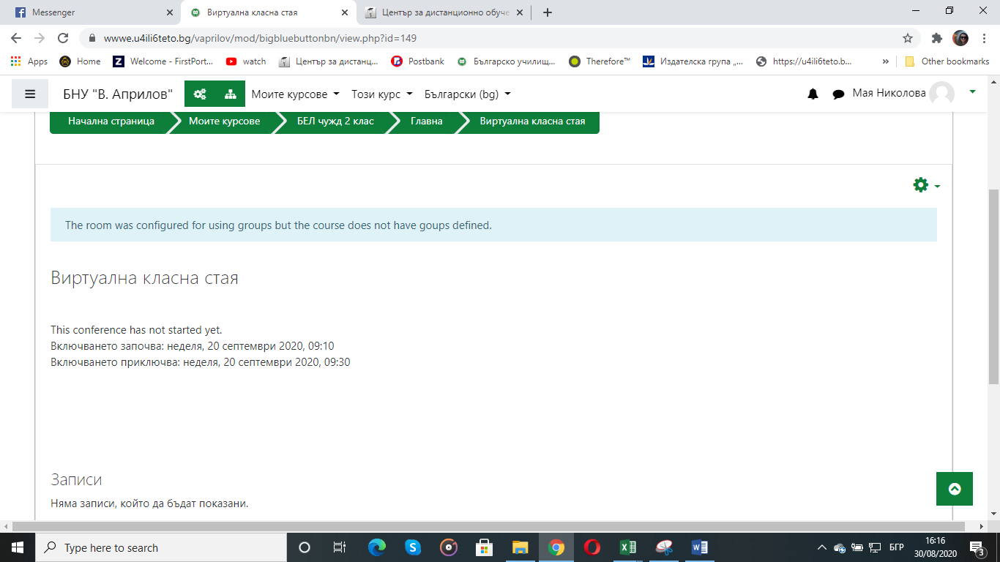 Messenger
Виртуална класна стая
Център за дистанционно обуче
wwwe.u4ili6teto.bg/vaprilov/mod/bigbluebuttonbn/view.php?id=149
Apps
Home
Welcome - FirstPort...
watch
Център за дистанц...
Postbank
Българско училищ...
Therefore™
Издателска група „...
https://u4ili6teto.b...
»
Other bookmarks
БНУ "В. Априлов"
Моите курсове
Този курс
Български (bg)
Мая Николова
Начална страница
Моите курсове
БЕЛ чужд 2 клас
Главна
Виртуална класна стая
The room was configured for using groups but the course does not have goups defined.
Виртуална класна стая
This conference has not started yet.
Включването започва: неделя, 20 септември 2020, 09:10
Включването приключва: неделя, 20 септември 2020, 09:30
Записи
Няма записи, който да бъдат показани.
Type here to search
БГР
16:16
30/08/2020
3